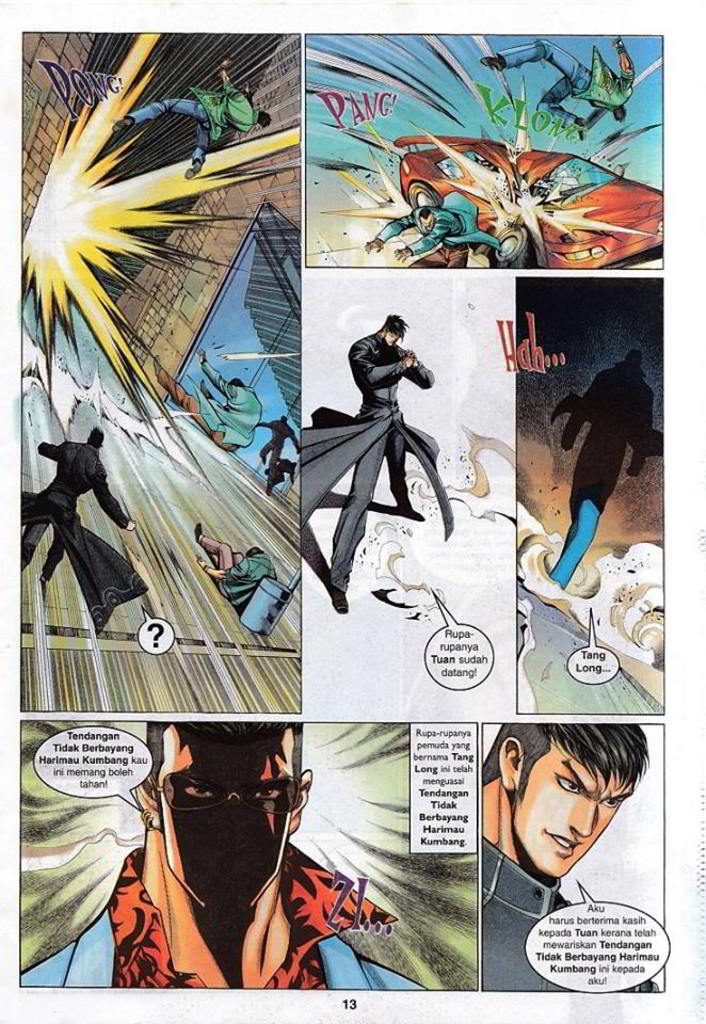 PONG!
?
PANG!
KLONG
Rupa-
rupanya
Tuan sudah
datang!
Hah...
Tang
Long...
Tendangan
Tidak Berbayang
Harimau Kumbang kau
ini memang boleh
tahan!
ZI...
Rupa-rupanya
pemuda yang
bernama Tang
Long ini telah
menguasai
Tendangan
Tidak
Berbayang
Harimau
Kumbang.
Aku
harus berterima kasih
kepada Tuan kerana telah
mewariskan Tendangan
Tidak Berbayang Harimau
Kumbang ini kepada
aku!
13